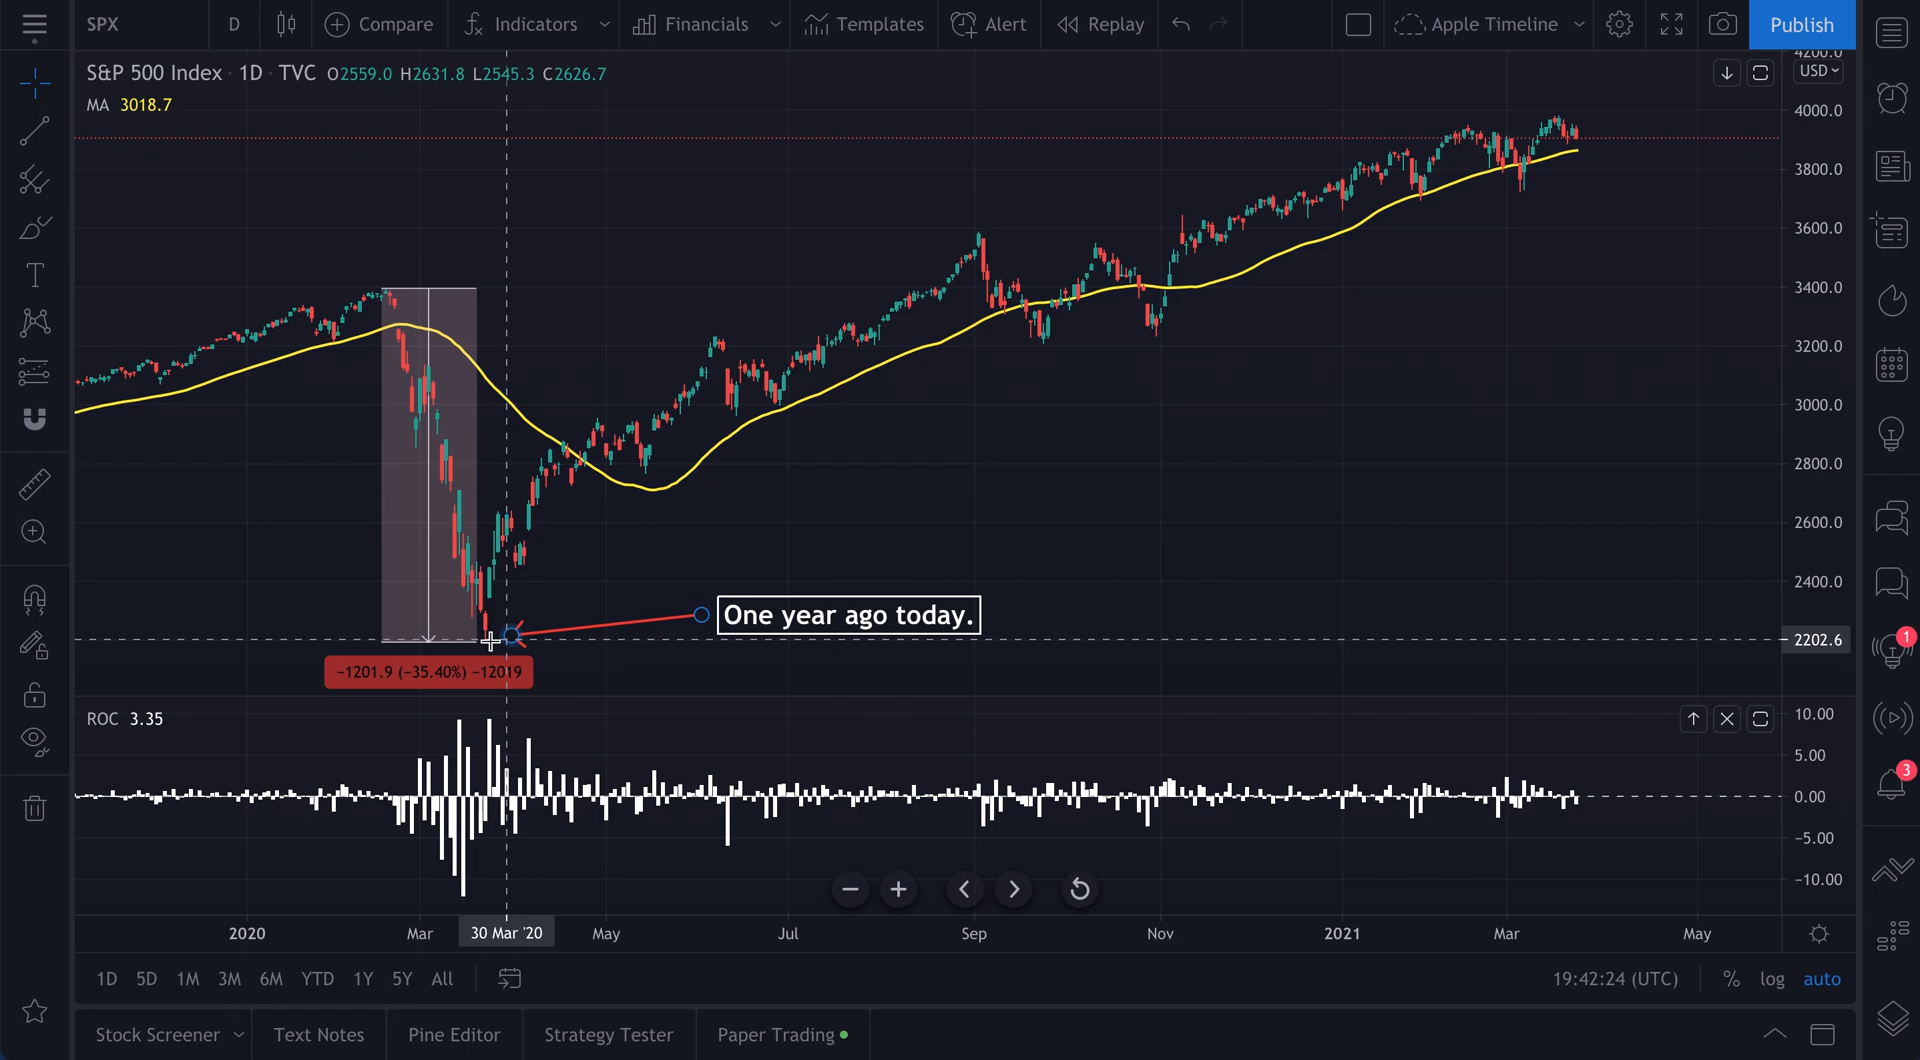 SPX D Compare Indicators Financials Templates Alert Replay Apple Timeline Publish
S&P 500 Index · 1D · TVC O2559.0 H2631.8 L2545.3 C2626.7
MA 3018.7
4200.0
USD
4000.0
3800.0
3600.0
3400.0
3200.0
3000.0
2800.0
2600.0
2400.0
One year ago today.
2202.6
−1201.9 (−35.40%) −12019
1
ROC 3.35
10.00
5.00
3
0.00
−5.00
−10.00
2020 Mar 30 Mar '20 May Jul Sep Nov 2021 Mar May
1D 5D 1M 3M 6M YTD 1Y 5Y All 19:42:24 (UTC) % log auto
Stock Screener Text Notes Pine Editor Strategy Tester Paper Trading